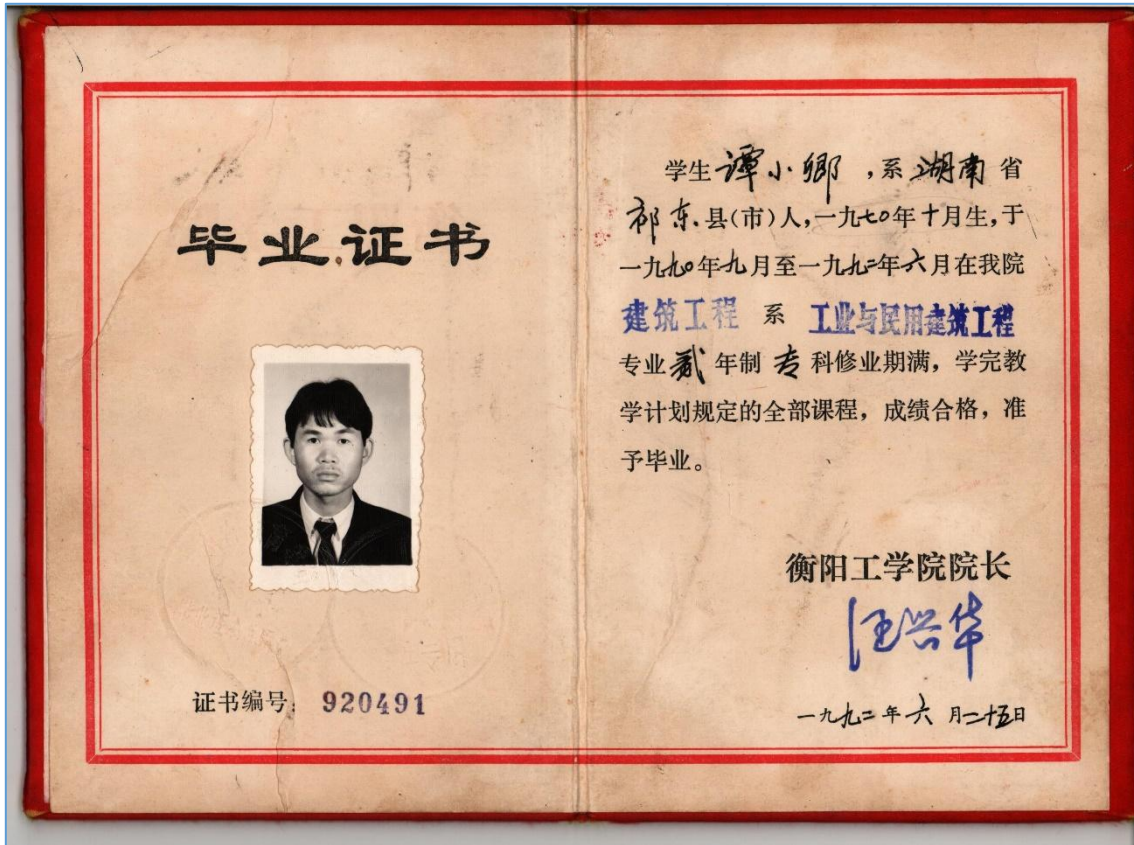 毕业证书
证书编号：920491
学生谭小乡，系湖南省
祁东县(市)人，一九七〇年十月生，于
一九九〇年九月至一九九二年六月在我院
建筑工程 系 工业与民用建筑工程
专业贰年制专科修业期满，学完教
学计划规定的全部课程，成绩合格，准
予毕业。
衡阳工学院院长
汪兴华
一九九二年六月二十五日